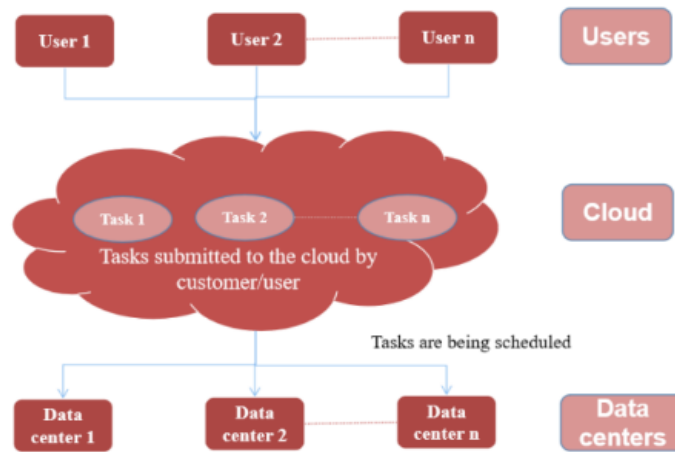 User 1
User 2
User n
Users
Task 1
Task 2
Task n
Cloud
Tasks submitted to the cloud by
customer/user
Tasks are being scheduled
Data
center 1
Data
center 2
Data
center n
Data
centers